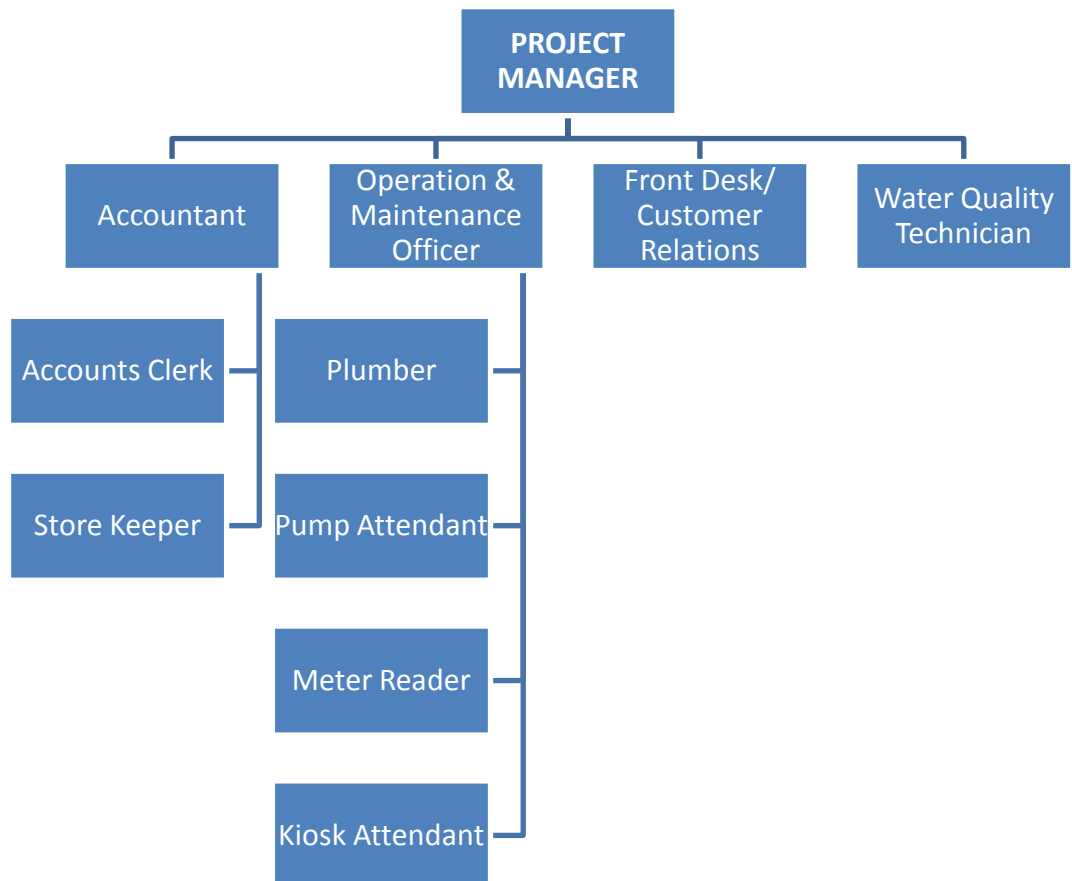 PROJECT
MANAGER
Accountant
Operation &
Maintenance
Officer
Front Desk/
Customer
Relations
Water Quality
Technician
Accounts Clerk
Plumber
Store Keeper
Pump Attendant
Meter Reader
Kiosk Attendant